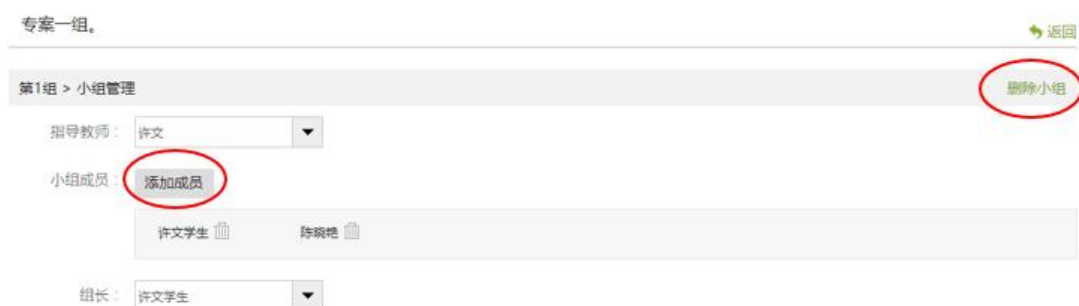 专案一组。
返回
第1组 > 小组管理
删除小组
指导教师： 许文
小组成员： 添加成员
许文学生 陈晓艳
组长： 许文学生